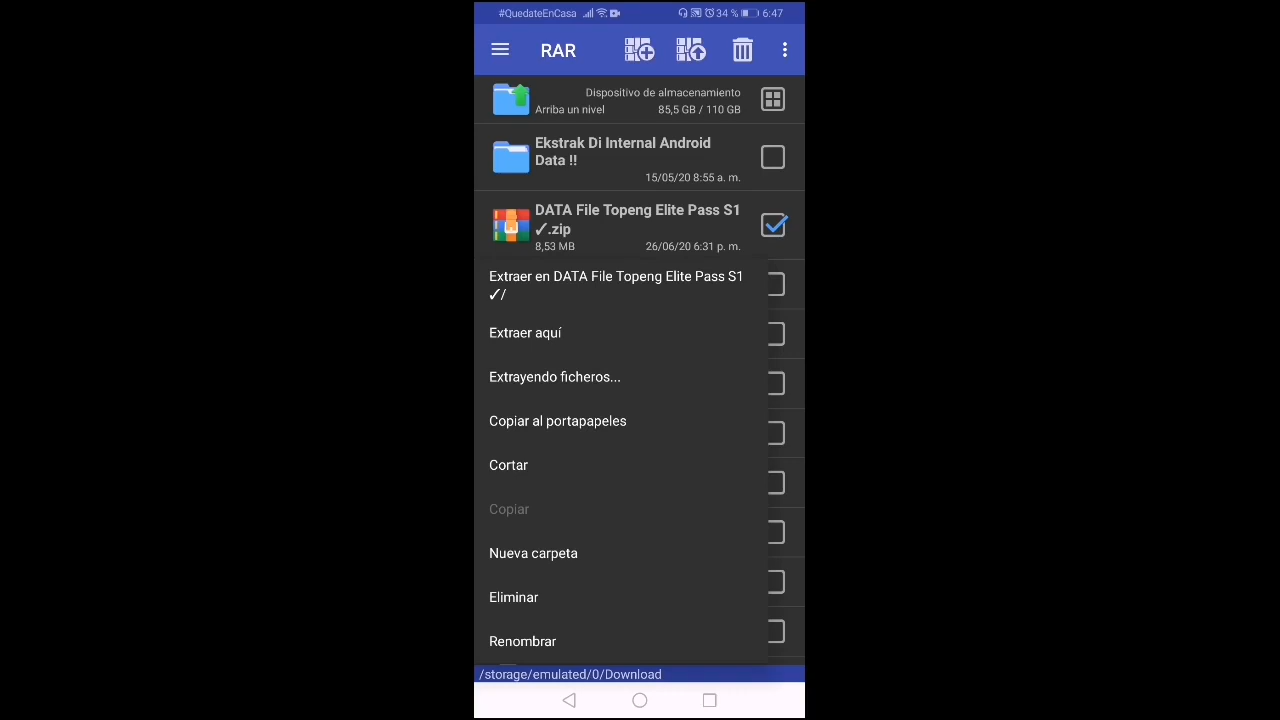 #QuedateEnCasa 34 % 6:47
RAR
Dispositivo de almacenamiento
Arriba un nivel 85,5 GB / 110 GB
Ekstrak Di Internal Android
Data !!
15/05/20 8:55 a. m.
DATA File Topeng Elite Pass S1
✓.zip
8,53 MB 26/06/20 6:31 p. m.
Extraer en DATA File Topeng Elite Pass S1
✓/
Extraer aquí
Extrayendo ficheros...
Copiar al portapapeles
Cortar
Copiar
Nueva carpeta
Eliminar
Renombrar
/storage/emulated/0/Download